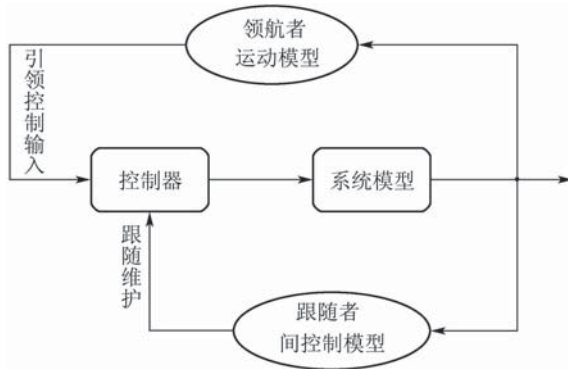 领航者
运动模型
引领控制输入
控制器
系统模型
跟随维护
跟随者
间控制模型